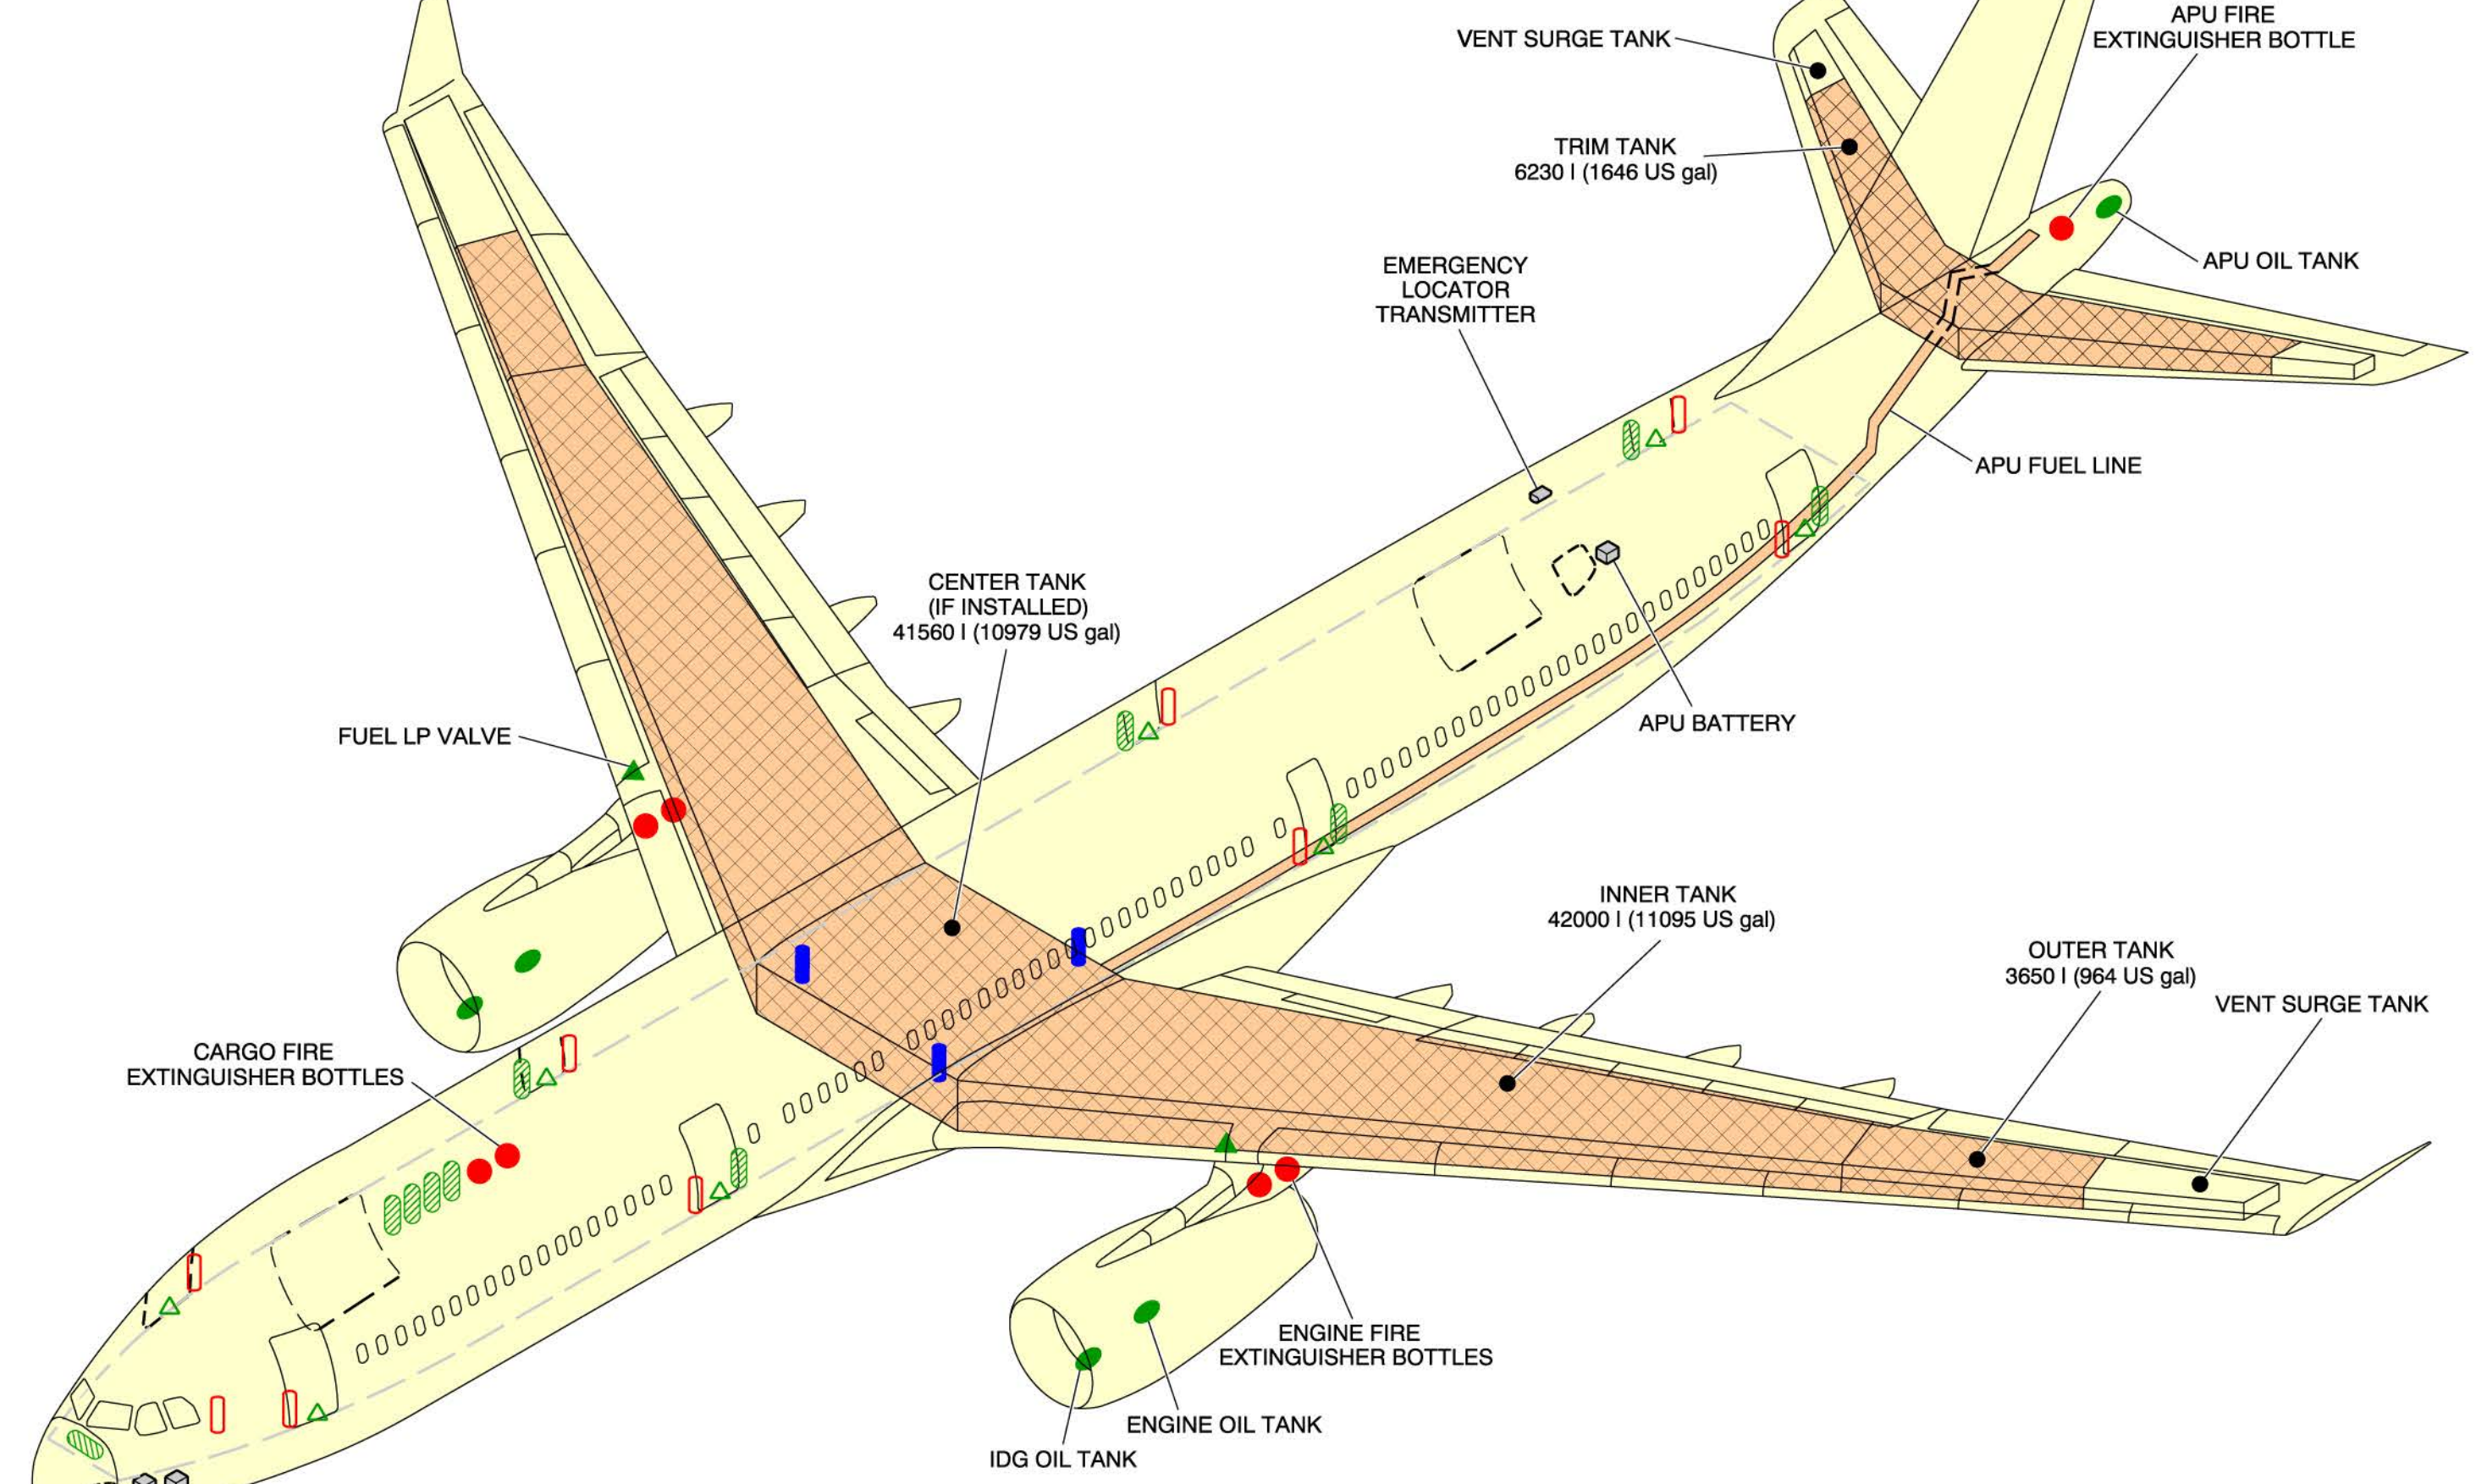 VENT SURGE TANK
APU FIRE
EXTINGUISHER BOTTLE
TRIM TANK
6230 l (1646 US gal)
APU OIL TANK
EMERGENCY
LOCATOR
TRANSMITTER
APU FUEL LINE
CENTER TANK
(IF INSTALLED)
41560 l (10979 US gal)
APU BATTERY
FUEL LP VALVE
INNER TANK
42000 l (11095 US gal)
OUTER TANK
3650 l (964 US gal)
VENT SURGE TANK
CARGO FIRE
EXTINGUISHER BOTTLES
ENGINE FIRE
EXTINGUISHER BOTTLES
ENGINE OIL TANK
IDG OIL TANK